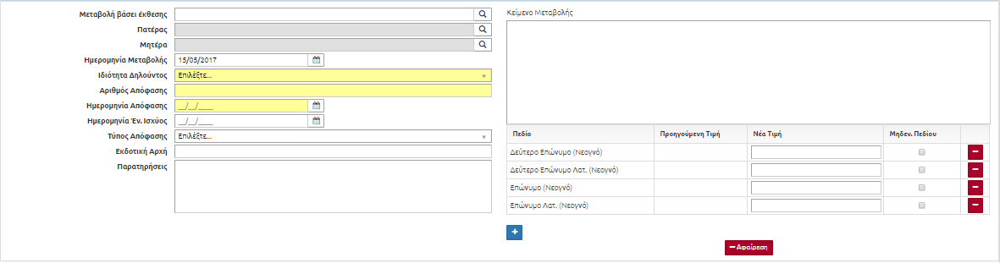 Μεταβολή βάσει έκθεσης
Πατέρας
Μητέρα
Ημερομηνία Μεταβολής 15/05/2017
Ιδιότητα Δηλούντος Επιλέξτε...
Αριθμός Απόφασης
Ημερομηνία Απόφασης __/__/____
Ημερομηνία Έν. Ισχύος __/__/____
Τύπος Απόφασης Επιλέξτε...
Εκδοτική Αρχή
Παρατηρήσεις
Κείμενο Μεταβολής
Πεδίο Προηγούμενη Τιμή Νέα Τιμή Μηδεν. Πεδίου
Δεύτερο Επώνυμο (Νεογνό)
Δεύτερο Επώνυμο Λατ. (Νεογνό)
Επώνυμο (Νεογνό)
Επώνυμο Λατ. (Νεογνό)
Αφαίρεση